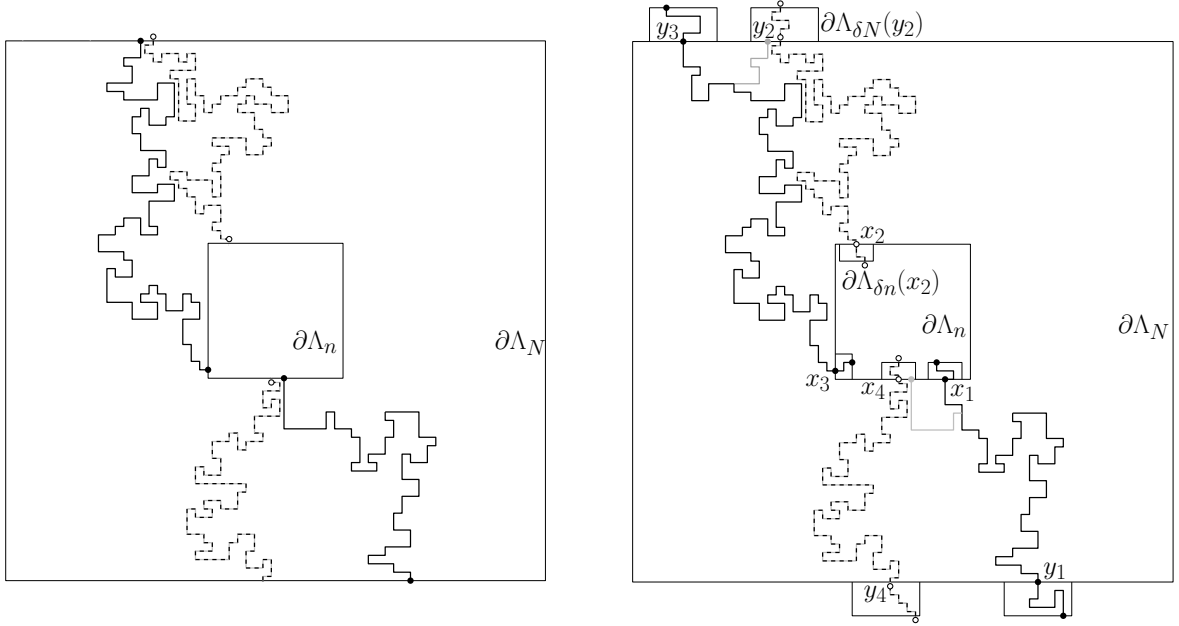 ∂Λ_n
∂Λ_N
y_3
y_2
∂Λ_{δN}(y_2)
x_2
∂Λ_{δn}(x_2)
∂Λ_n
∂Λ_N
x_3
x_4
x_1
y_4
y_1